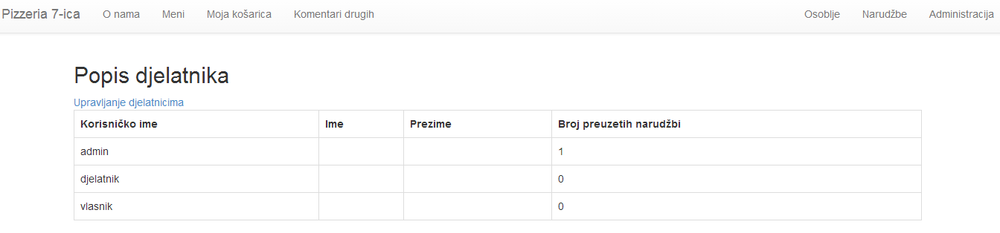 Pizzeria 7-ica O nama Meni Moja košarica Komentari drugih Osoblje Narudžbe Administracija
Popis djelatnika
Upravljanje djelatnicima
Korisničko ime Ime Prezime Broj preuzetih narudžbi
admin 1
djelatnik 0
vlasnik 0